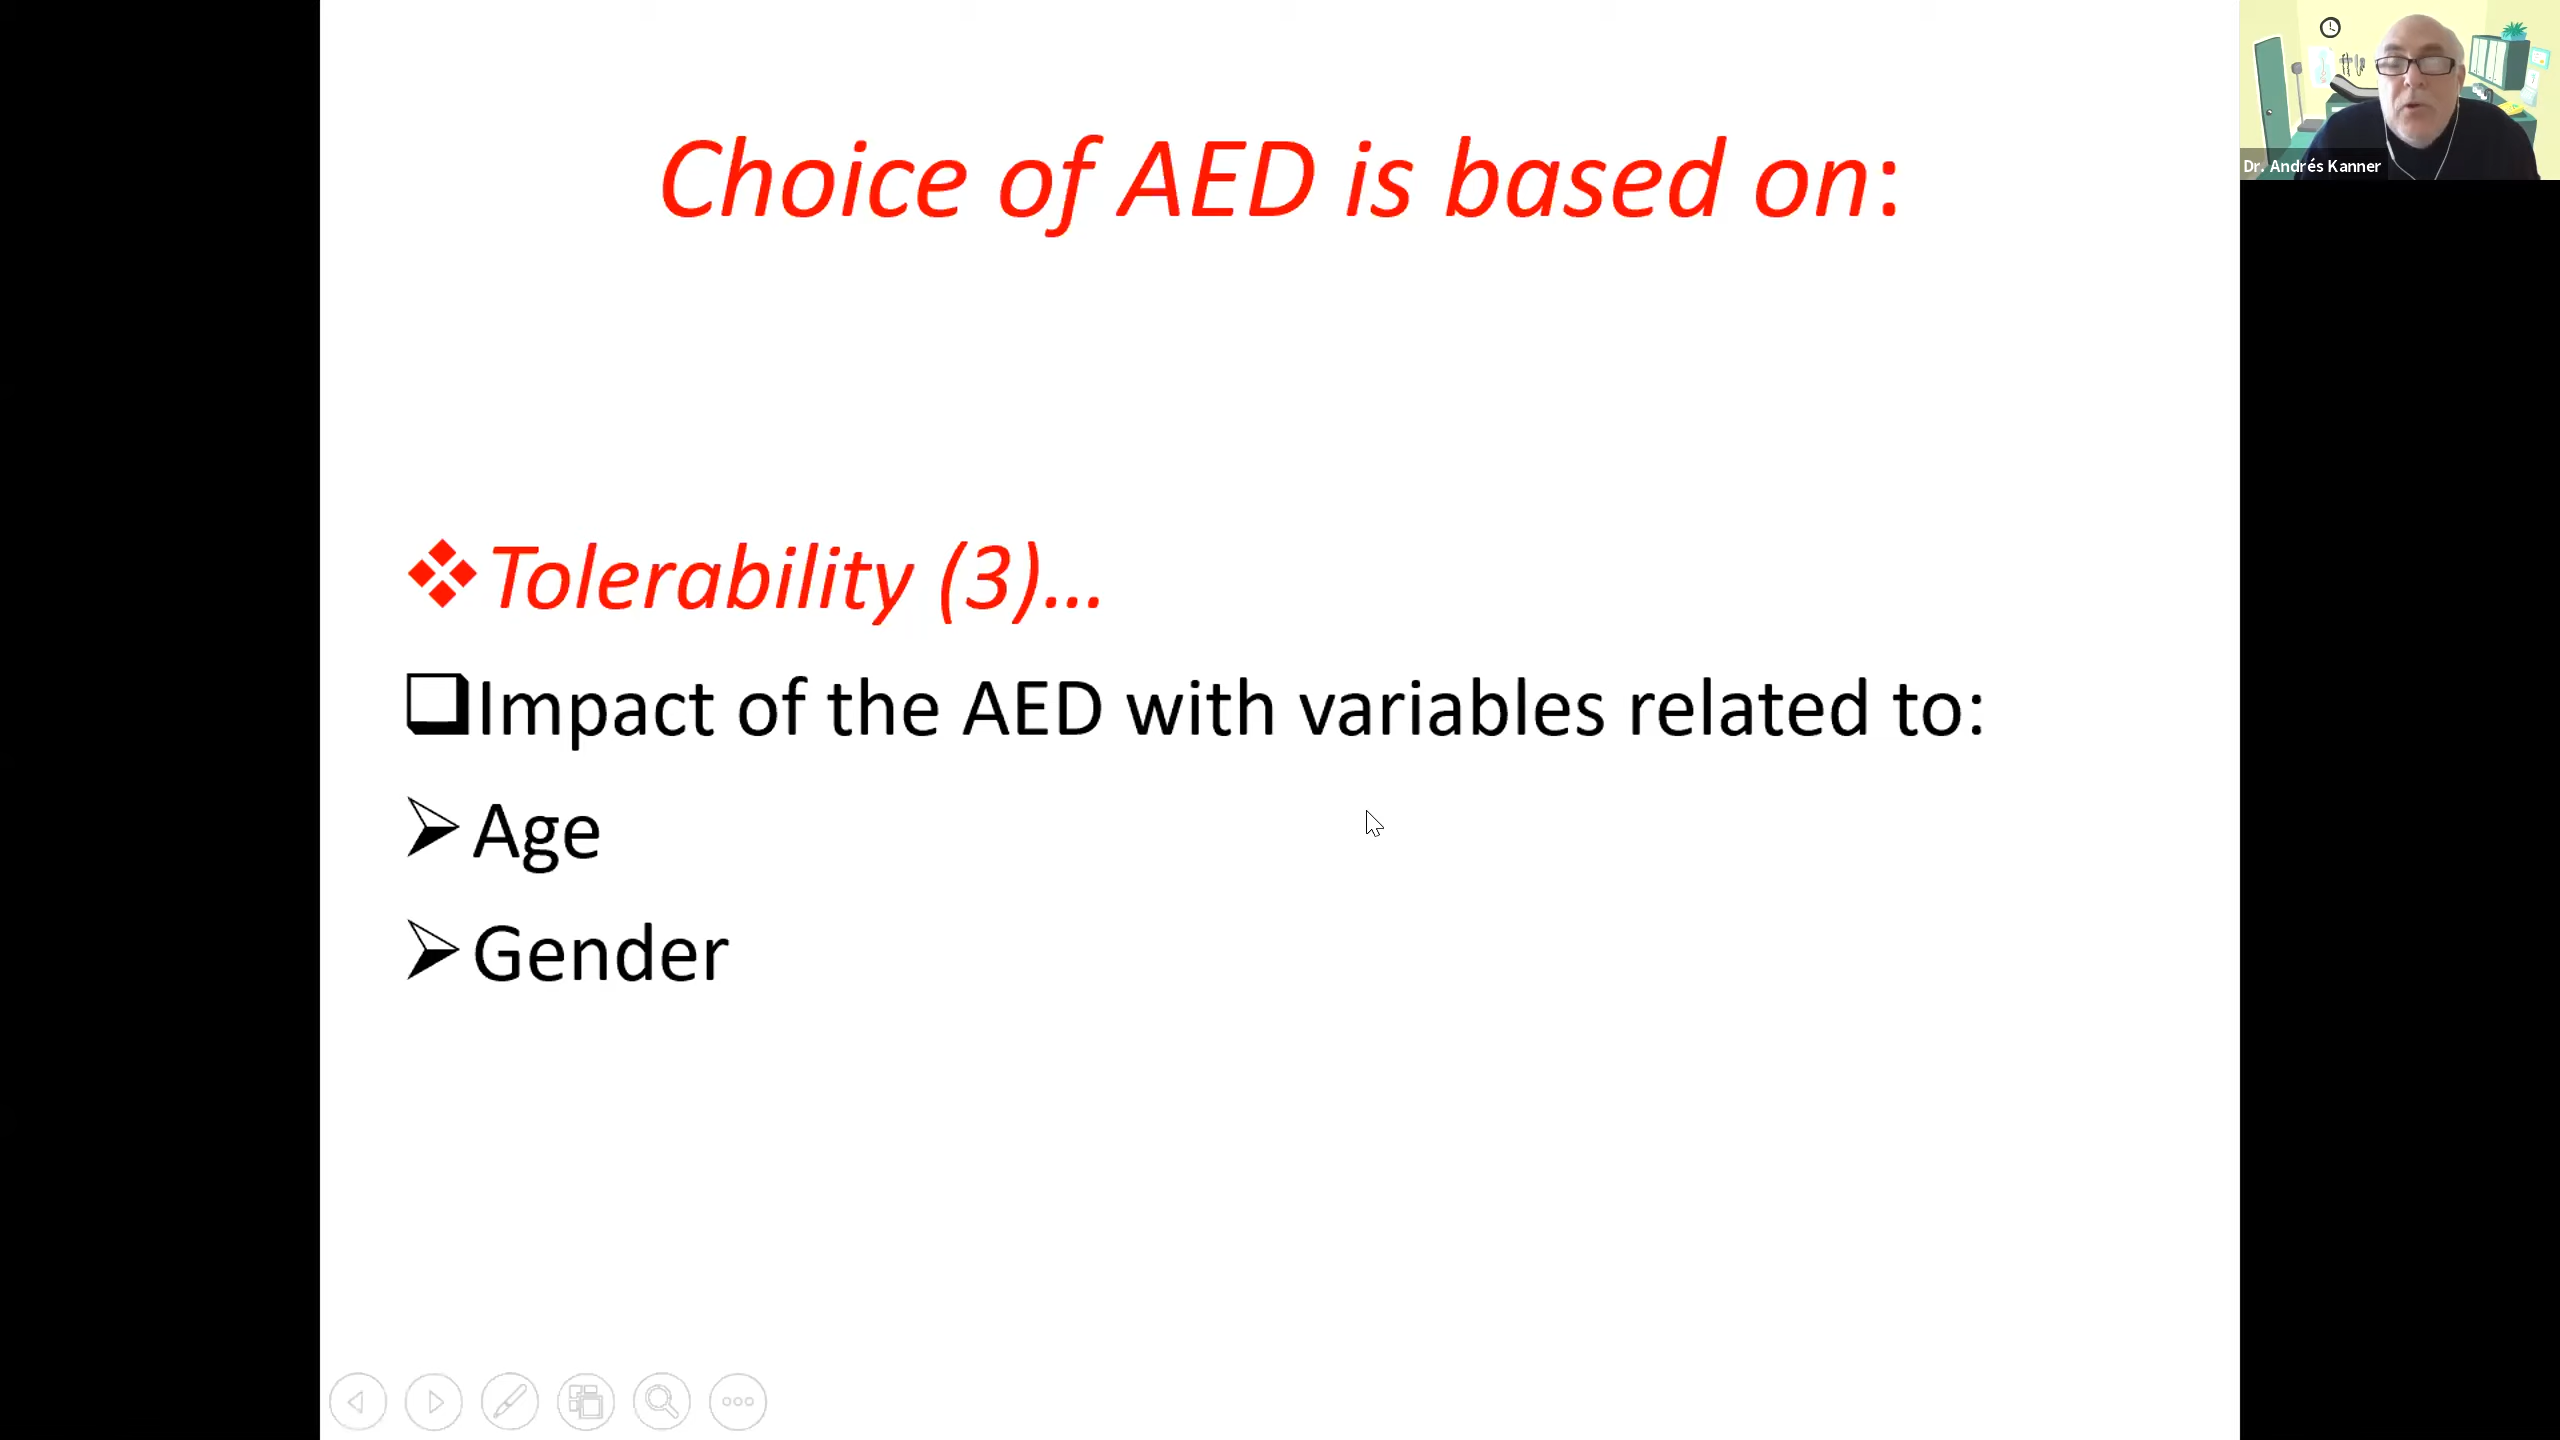 Choice of AED is based on:
Dr. Andrés Kanner
Tolerability (3)...
Impact of the AED with variables related to:
Age
Gender